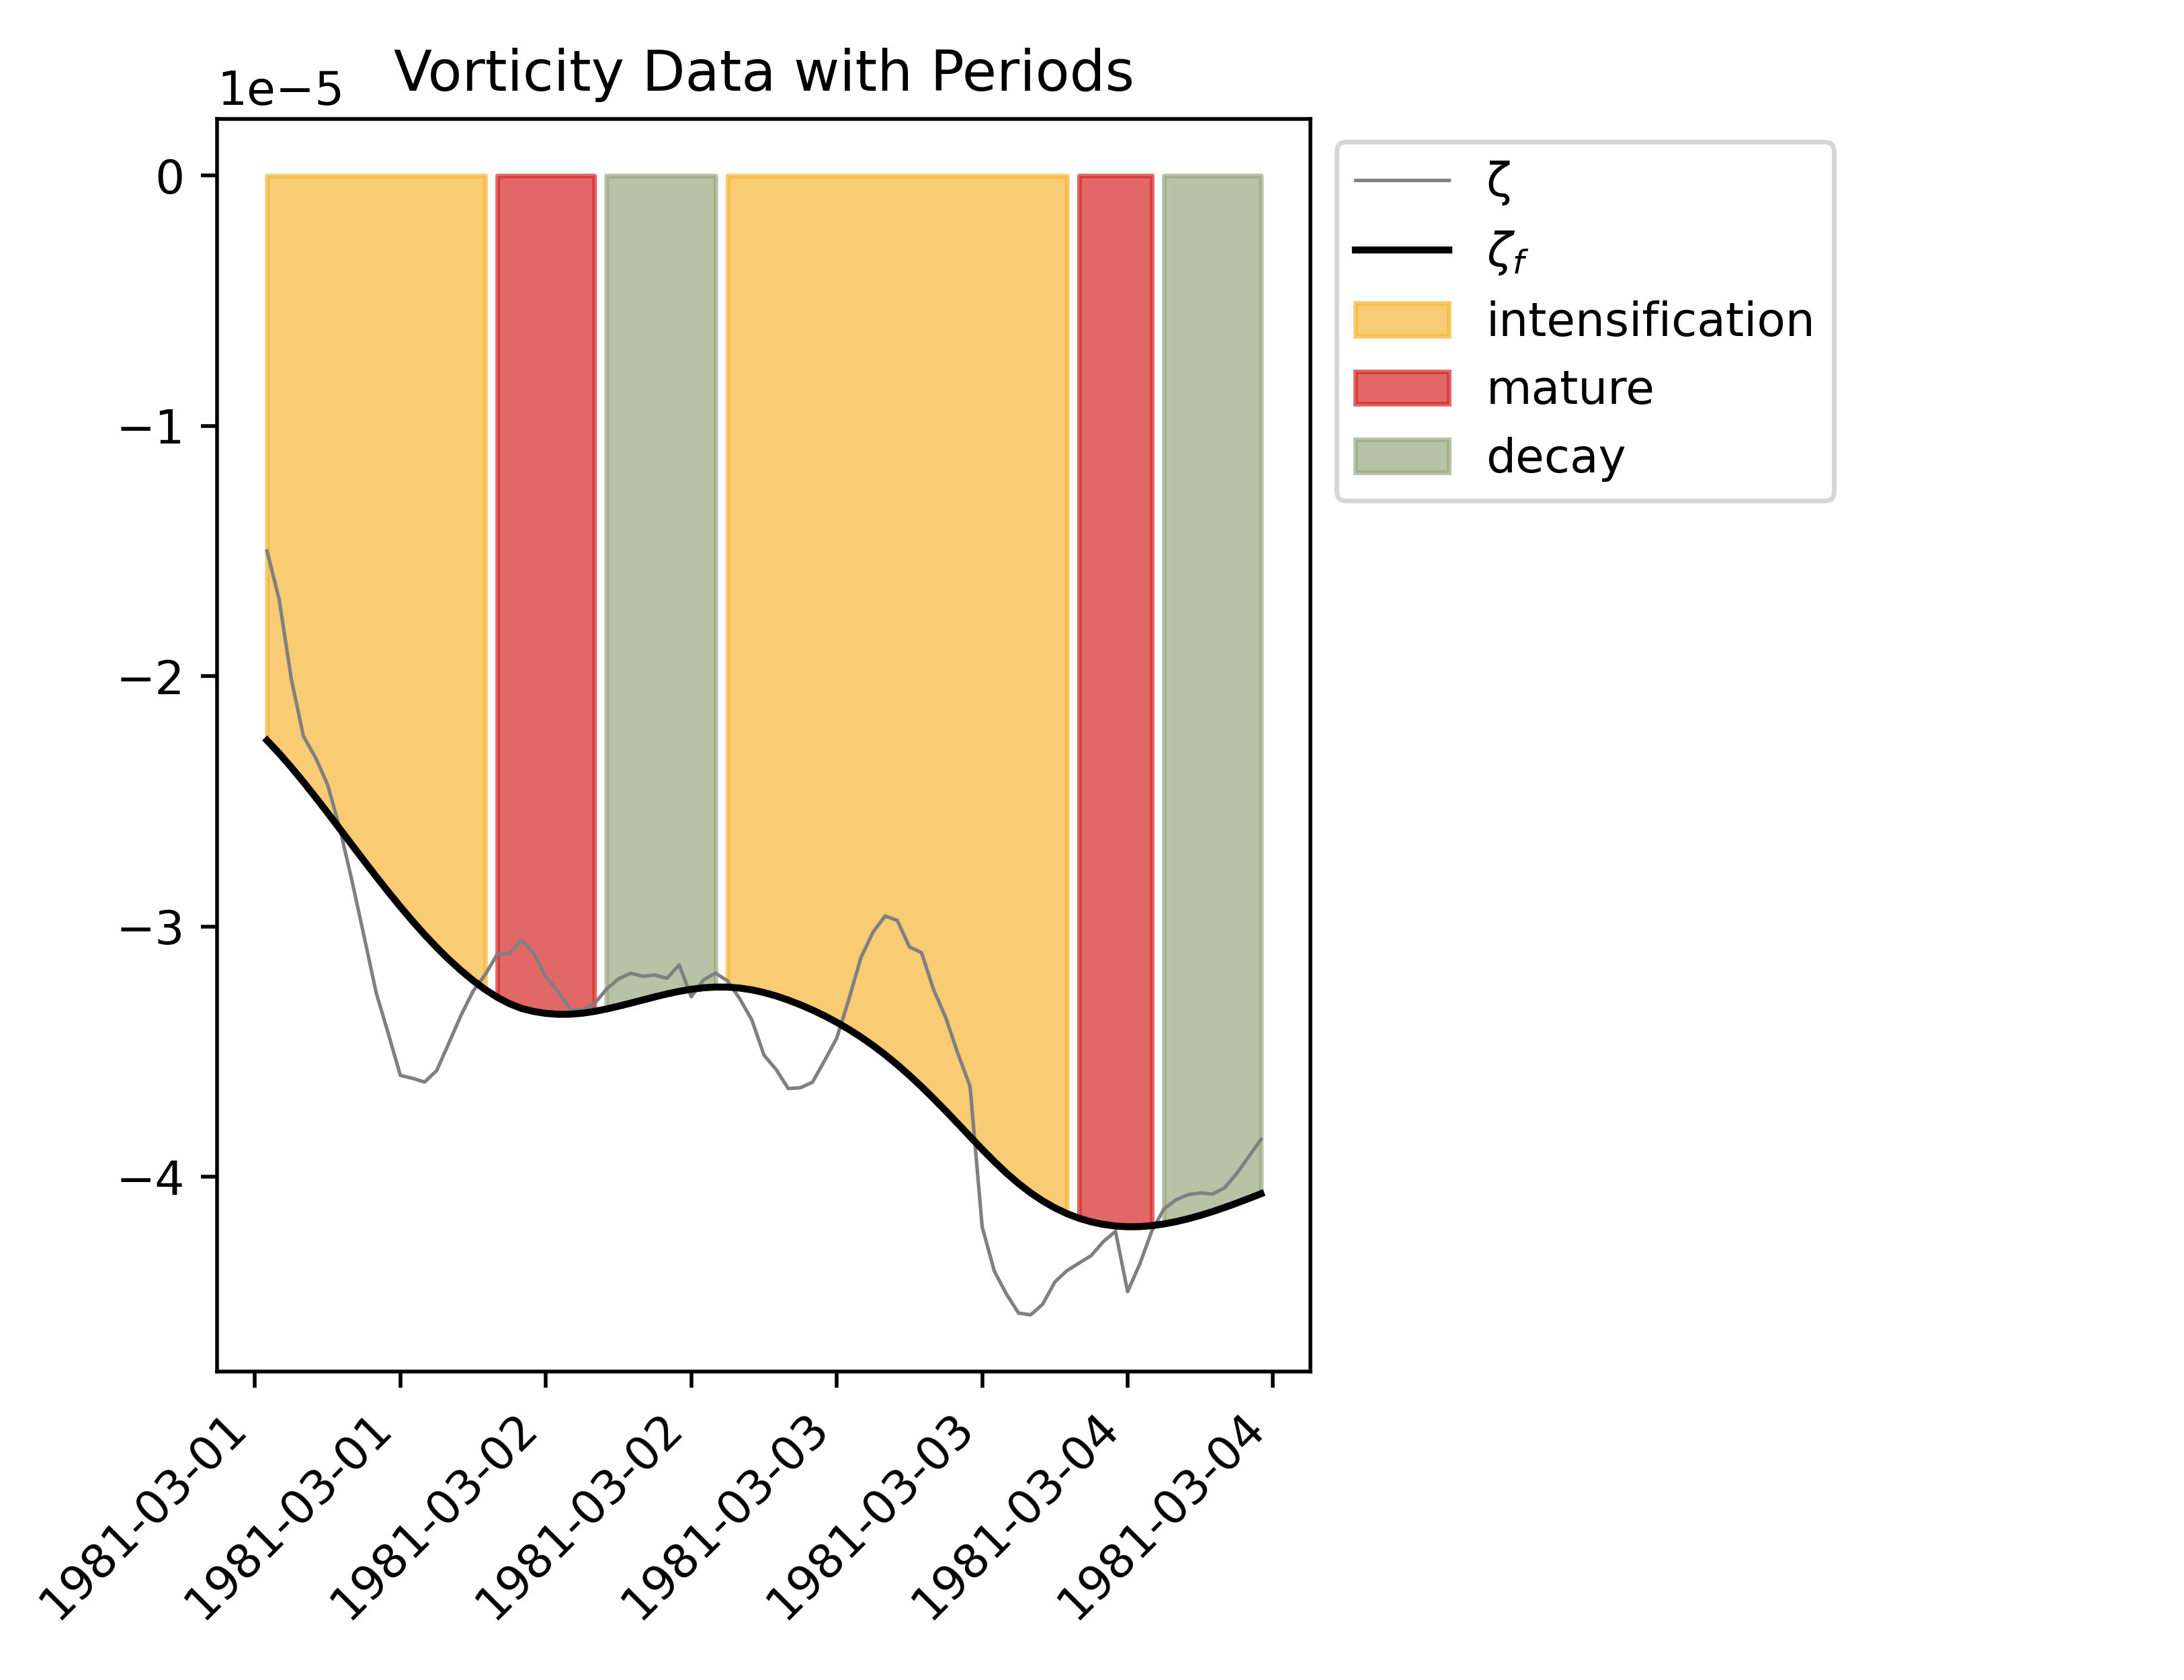 Vorticity Data with Periods
1e−5
0
−1
−2
−3
−4
1981-03-01
1981-03-01
1981-03-02
1981-03-02
1981-03-03
1981-03-03
1981-03-04
1981-03-04
ζ
ζf
intensification
mature
decay